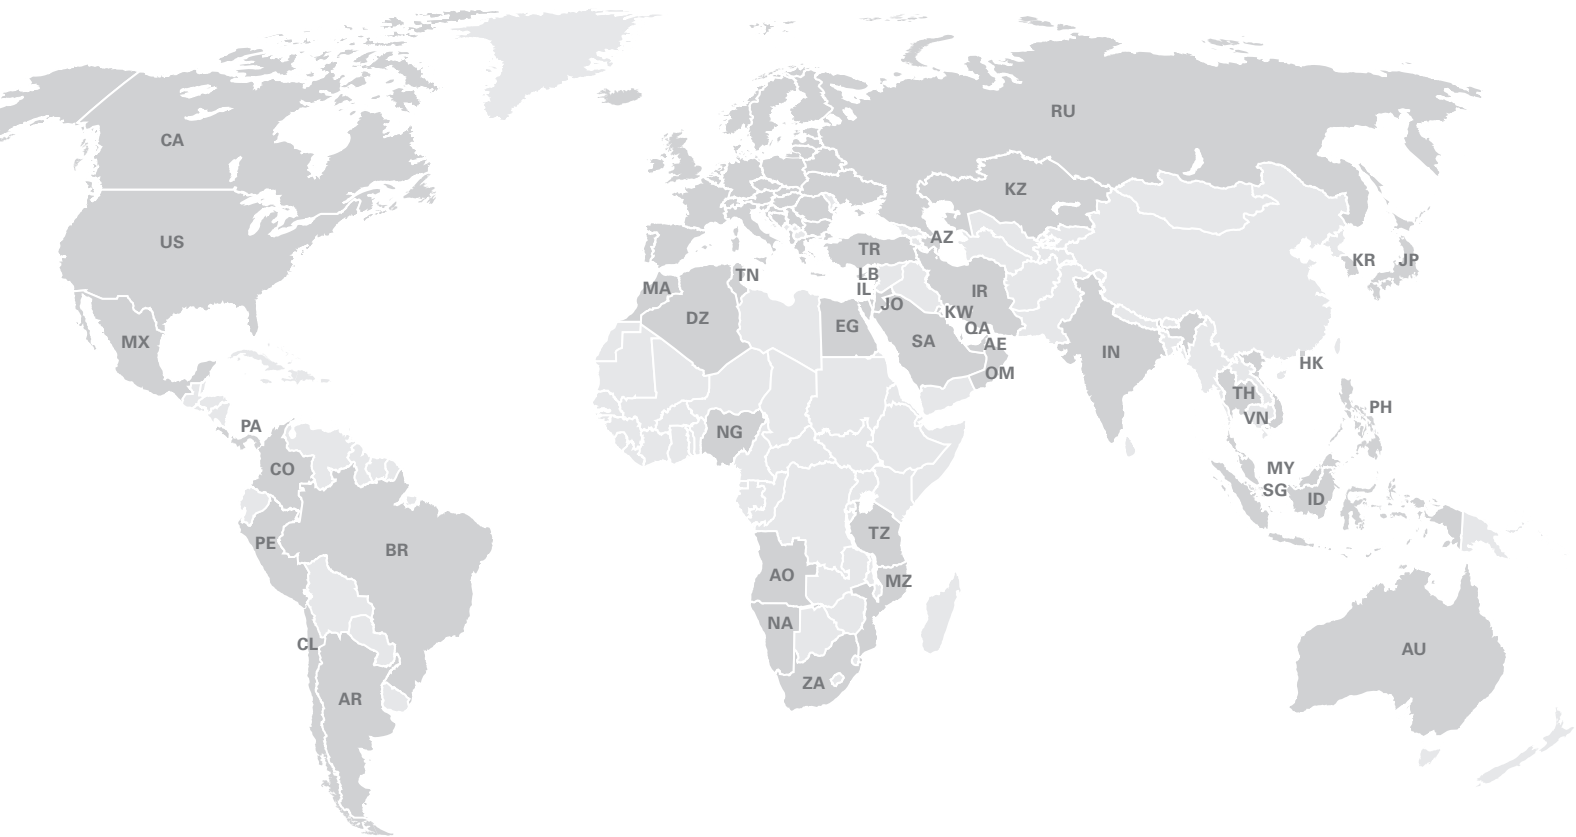 RU
CA
KZ
AZ
US
TR
KR
JP
TN
LB
MA
IL
IR
JO
KW
DZ
EG
QA
MX
SA
AE
IN
HK
OM
TH
PH
VN
PA
NG
CO
MY
SG
ID
TZ
PE
BR
AO
MZ
NA
CL
AU
ZA
AR